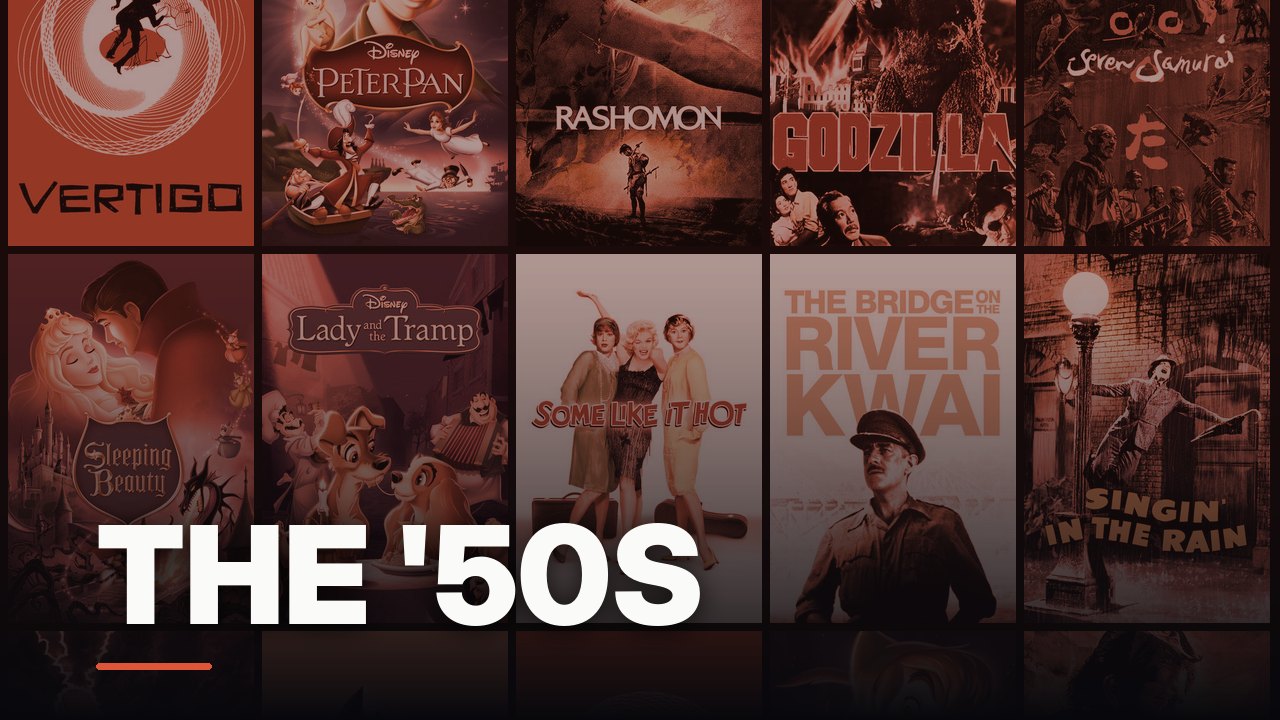 VERTIGO
Disney
PETER PAN
RASHOMON
GODZILLA
Seven Samurai
た
Disney
Lady and the Tramp
SOME LIKE IT HOT
THE BRIDGE ON THE
RIVER
KWAI
Sleeping
Beauty
SINGIN'
IN THE RAIN
THE '50S